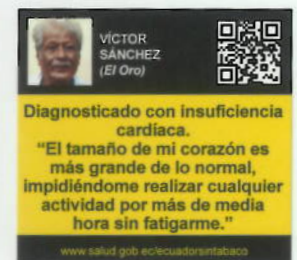 VÍCTOR
SÁNCHEZ
(El Oro)
Diagnosticado con insuficiencia
cardíaca.
“El tamaño de mi corazón es
más grande de lo normal,
impidiéndome realizar cualquier
actividad por más de media
hora sin fatigarme.”
www.salud.gob.ec/ecuadorsintabaco